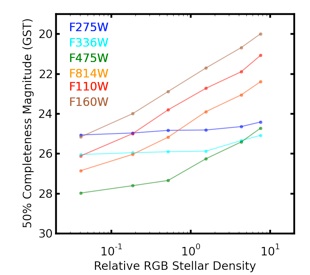 50% Completeness Magnitude (GST)
20
22
24
26
28
30
F275W
F336W
F475W
F814W
F110W
F160W
10⁻¹ 10⁰ 10¹
Relative RGB Stellar Density